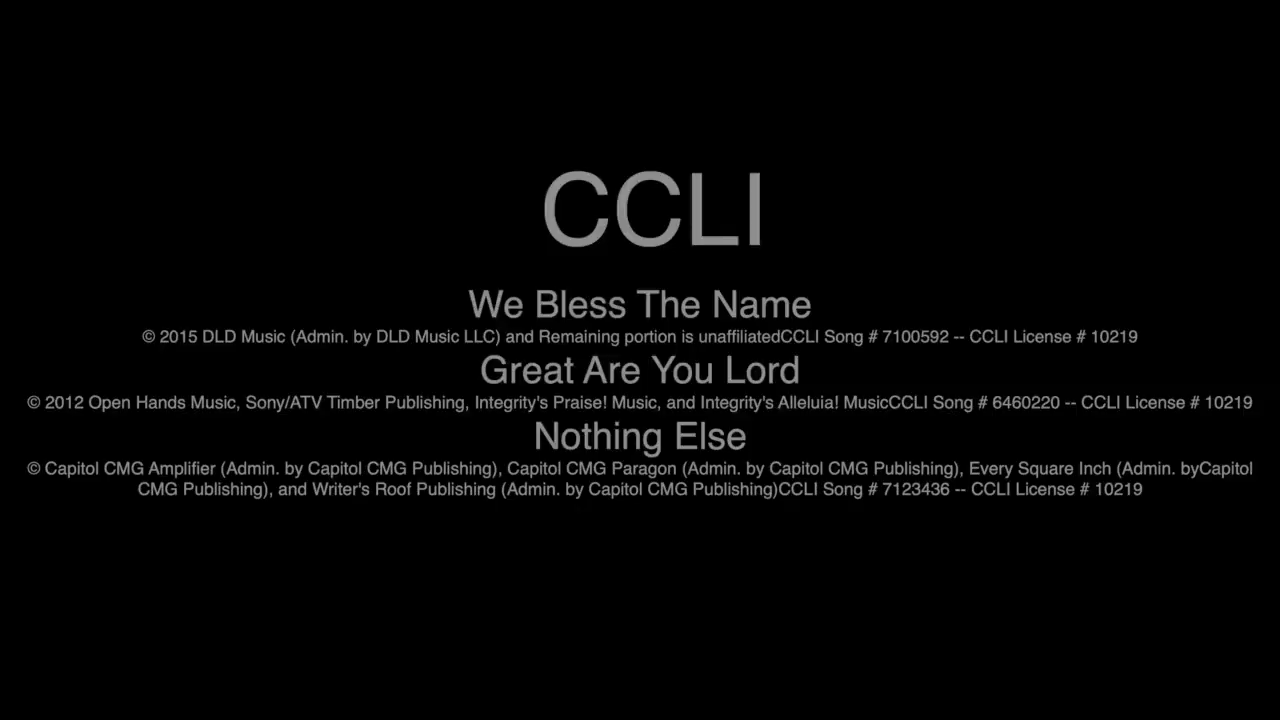 CCLI
We Bless The Name
© 2015 DLD Music (Admin. by DLD Music LLC) and Remaining portion is unaffiliatedCCLI Song # 7100592 -- CCLI License # 10219
Great Are You Lord
© 2012 Open Hands Music, Sony/ATV Timber Publishing, Integrity's Praise! Music, and Integrity's Alleluia! MusicCCLI Song # 6460220 -- CCLI License # 10219
Nothing Else
© Capitol CMG Amplifier (Admin. by Capitol CMG Publishing), Capitol CMG Paragon (Admin. by Capitol CMG Publishing), Every Square Inch (Admin. byCapitol
CMG Publishing), and Writer's Roof Publishing (Admin. by Capitol CMG Publishing)CCLI Song # 7123436 -- CCLI License # 10219